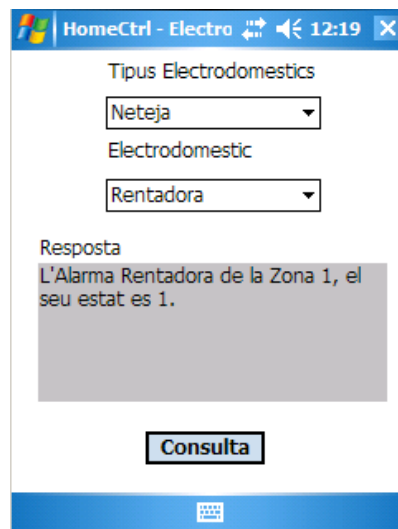 HomeCtrl - Electro 12:19
Tipus Electrodomestics
Neteja
Electrodomestic
Rentadora
Resposta
L'Alarma Rentadora de la Zona 1, el
seu estat es 1.
Consulta